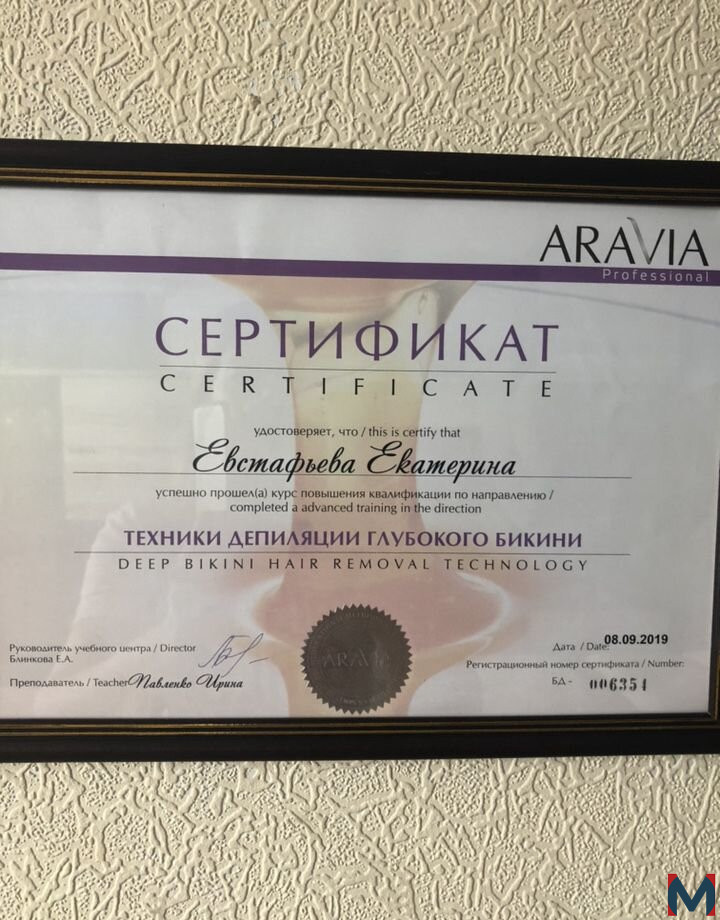 ARAVIA
Professional
СЕРТИФИКАТ
CERTIFICATE
удостоверяет, что / this is certify that
Евстафьева Екатерина
успешно прошел(а) курс повышения квалификации по направлению /
completed a advanced training in the direction
ТЕХНИКИ ДЕПИЛЯЦИИ ГЛУБОКОГО БИКИНИ
DEEP BIKINI HAIR REMOVAL TECHNOLOGY
Руководитель учебного центра / Director
Блинкова Е.А.
Преподаватель / Teacher Павленко Ирина
ARAVIA
Дата / Date: 08.09.2019
Регистрационный номер сертификата / Number:
БД - 006354
M